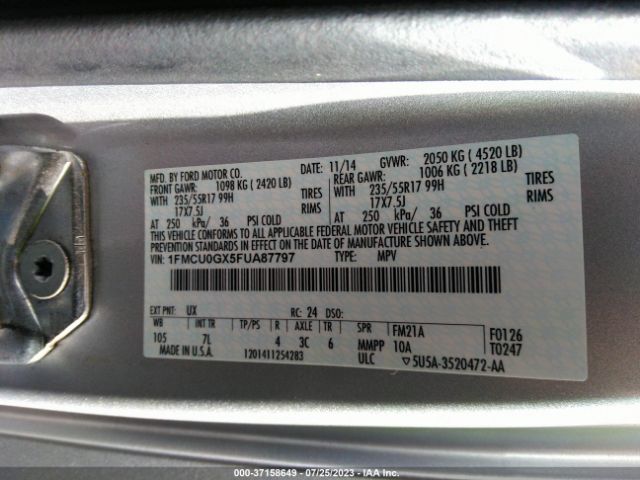 MFD. BY FORD MOTOR CO.
DATE: 11/14 GVWR: 2050 KG ( 4520 LB)
FRONT GAWR: 1098 KG ( 2420 LB) REAR GAWR: 1006 KG ( 2218 LB)
WITH 235/55R17 99H TIRES WITH 235/55R17 99H TIRES
17X7.5J RIMS 17X7.5J RIMS
AT 250 kPa/ 36 PSI COLD AT 250 kPa/ 36 PSI COLD
THIS VEHICLE CONFORMS TO ALL APPLICABLE FEDERAL MOTOR VEHICLE SAFETY AND THEFT
PREVENTION STANDARDS IN EFFECT ON THE DATE OF MANUFACTURE SHOWN ABOVE.
VIN: 1FMCU0GX5FUA87797 TYPE: MPV
EXT PNT: UX RC: 24 DSO:
WB INT TR TP/PS R AXLE TR SPR FM21A F0126
105 7L 4 3C 6 MMPP 10A T0247
MADE IN U.S.A. 1201411254283 ULC ▽5U5A-3520472-AA
000-37158649 - 07/25/2023 - IAA Inc.